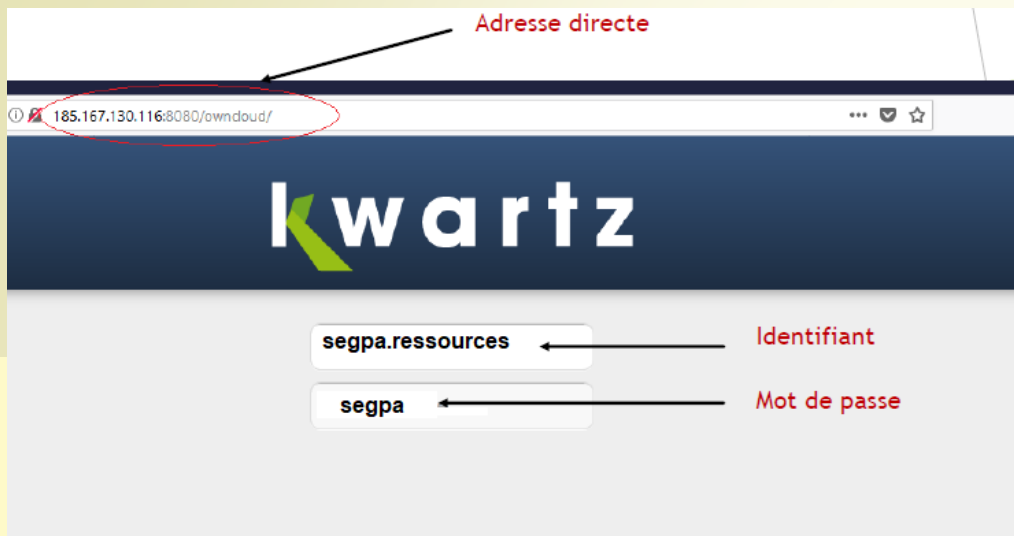 Adresse directe
185.167.130.116:8080/owncloud/
kwartz
segpa.ressources
Identifiant
segpa
Mot de passe